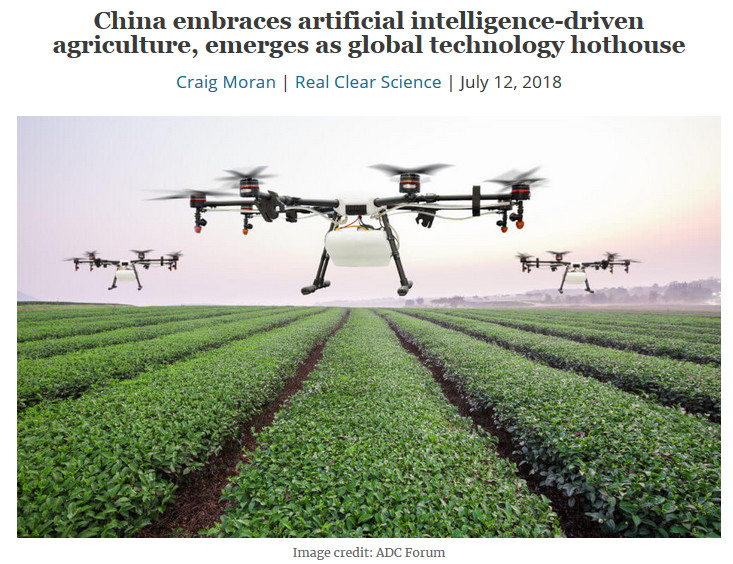 China embraces artificial intelligence-driven
agriculture, emerges as global technology hothouse
Craig Moran | Real Clear Science | July 12, 2018
Image credit: ADC Forum